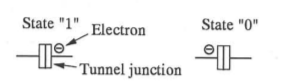 State "1"
State "0"
Electron
Tunnel junction